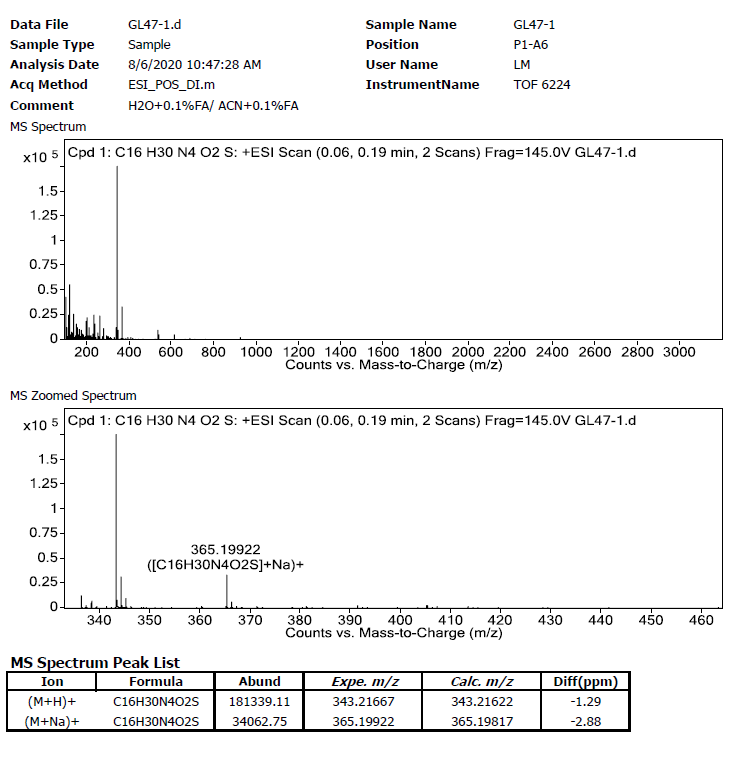 Data File GL47-1.d Sample Name GL47-1
Sample Type Sample Position P1-A6
Analysis Date 8/6/2020 10:47:28 AM User Name LM
Acq Method ESI_POS_DI.m InstrumentName TOF 6224
Comment H2O+0.1%FA/ ACN+0.1%FA
MS Spectrum
x10 5 Cpd 1: C16 H30 N4 O2 S: +ESI Scan (0.06, 0.19 min, 2 Scans) Frag=145.0V GL47-1.d
1.5
1.25
1
0.75
0.5
0.25
0
200 400 600 800 1000 1200 1400 1600 1800 2000 2200 2400 2600 2800 3000
Counts vs. Mass-to-Charge (m/z)
MS Zoomed Spectrum
x10 5 Cpd 1: C16 H30 N4 O2 S: +ESI Scan (0.06, 0.19 min, 2 Scans) Frag=145.0V GL47-1.d
1.5
1.25
1
0.75
365.19922
0.5 ([C16H30N4O2S]+Na)+
0.25
0
340 350 360 370 380 390 400 410 420 430 440 450 460
Counts vs. Mass-to-Charge (m/z)
MS Spectrum Peak List
Ion Formula Abund Expe. m/z Calc. m/z Diff(ppm)
(M+H)+ C16H30N4O2S 181339.11 343.21667 343.21622 -1.29
(M+Na)+ C16H30N4O2S 34062.75 365.19922 365.19817 -2.88